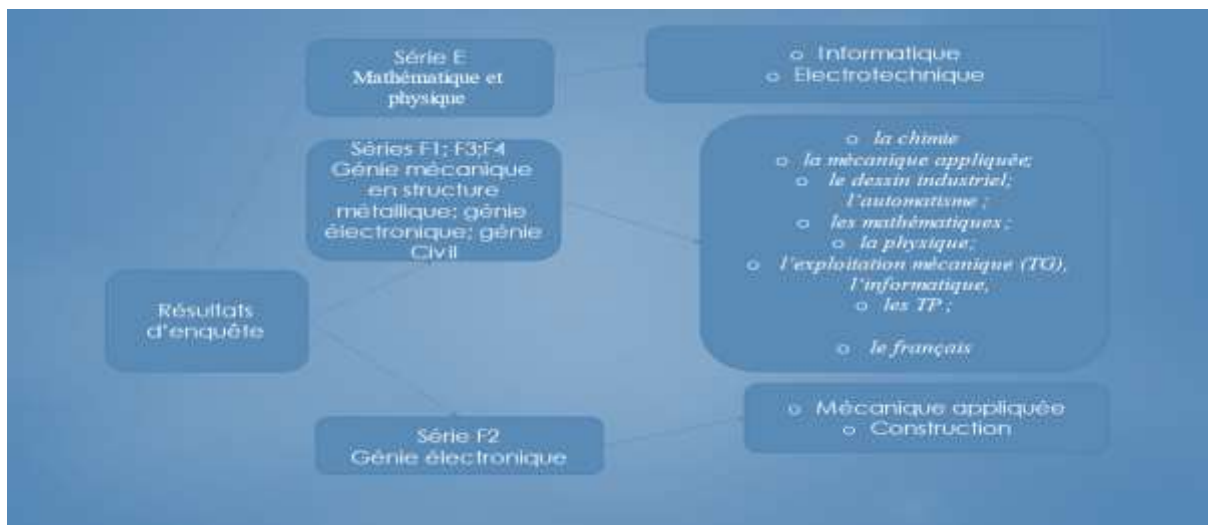 Série E
Mathématique et
physique
o Informatique
o Electrotechnique
Séries F1; F3;F4
Génie mécanique
en structure
métallique; génie
électronique; génie
Civil
o la chimie
o la mécanique appliquée;
o le dessin industriel;
l'automatisme ;
o les mathématiques ;
o la physique;
o l'exploitation mécanique (TG),
l'informatique,
o les TP ;
o le français
Résultats
d'enquête
Série F2
Génie électronique
o Mécanique appliquée
o Construction